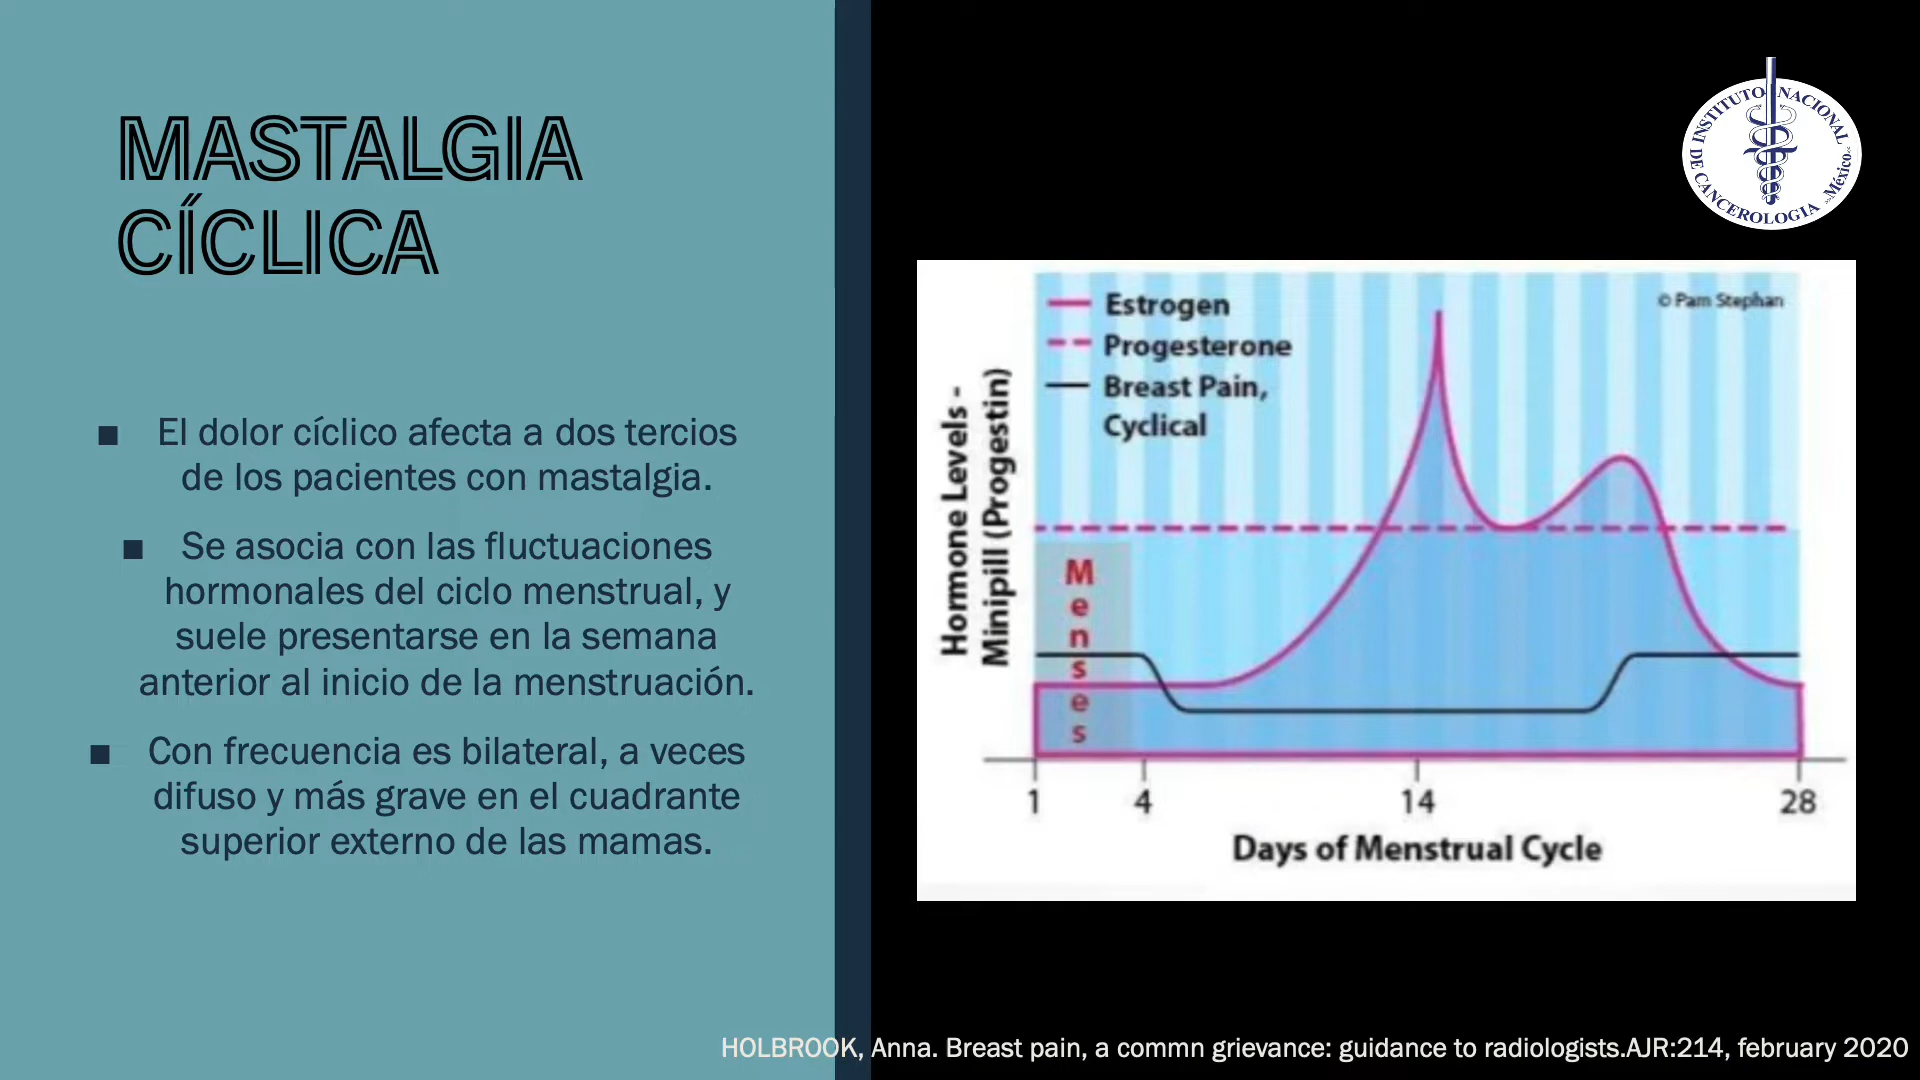 MASTALGIA
CÍCLICA
■ El dolor cíclico afecta a dos tercios
de los pacientes con mastalgia.
■ Se asocia con las fluctuaciones
hormonales del ciclo menstrual, y
suele presentarse en la semana
anterior al inicio de la menstruación.
■ Con frecuencia es bilateral, a veces
difuso y más grave en el cuadrante
superior externo de las mamas.
INSTITUTO NACIONAL
DE CANCEROLOGIA
México
Estrogen
Progesterone
Breast Pain,
Cyclical
© Pam Stephan
Hormone Levels -
Minipill (Progestin)
Menses
1 4 14 28
Days of Menstrual Cycle
HOLBROOK, Anna. Breast pain, a commn grievance: guidance to radiologists.AJR:214, february 2020